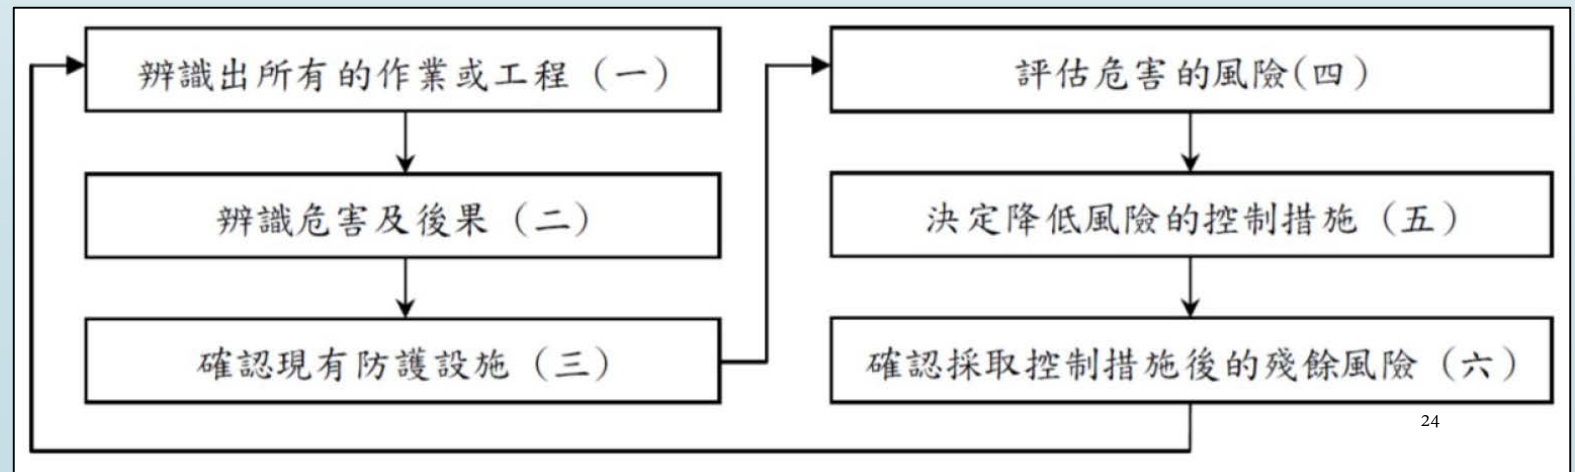 辨識出所有的作業或工程（一）
辨識危害及後果（二）
確認現有防護設施（三）
評估危害的風險(四)
決定降低風險的控制措施（五）
確認採取控制措施後的殘餘風險（六）
24